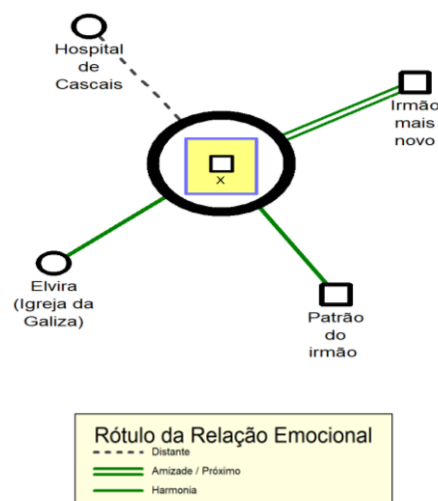 Hospital
de
Cascais
Irmão
mais
novo
x
Elvira
(Igreja da
Galiza)
Patrão
do
irmão
Rótulo da Relação Emocional
Distante
Amizade / Próximo
Harmonia